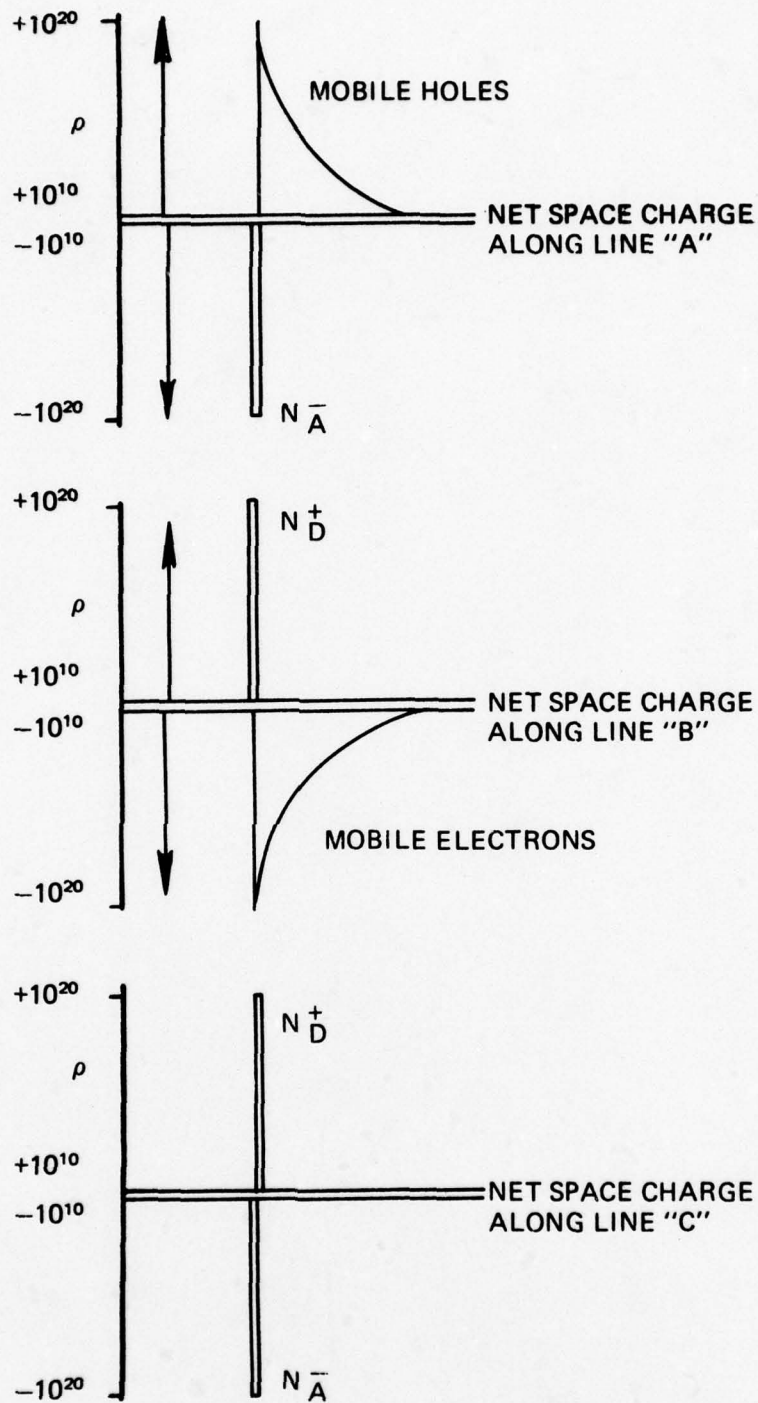 +10²⁰
MOBILE HOLES
ρ
+10¹⁰
NET SPACE CHARGE
−10¹⁰
ALONG LINE "A"
−10²⁰
N A −
+10²⁰
N D +
ρ
+10¹⁰
NET SPACE CHARGE
−10¹⁰
ALONG LINE "B"
MOBILE ELECTRONS
−10²⁰
+10²⁰
N D +
ρ
+10¹⁰
NET SPACE CHARGE
−10¹⁰
ALONG LINE "C"
−10²⁰
N A −